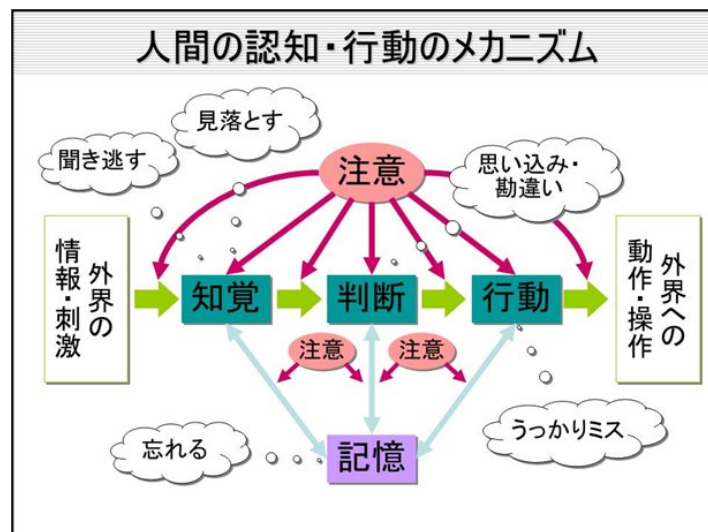 人間の認知・行動のメカニズム
見落とす
聞き逃す
注意
思い込み・
勘違い
外界の
情報・刺激
知覚
判断
行動
外界への
動作・操作
注意
注意
忘れる
記憶
うっかりミス